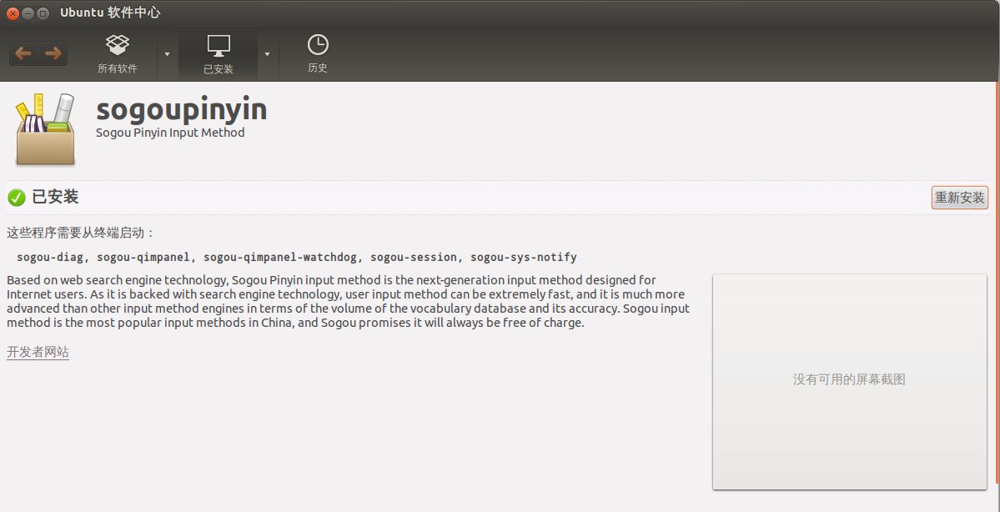 Ubuntu 软件中心
所有软件
已安装
历史
sogoupinyin
Sogou Pinyin Input Method
已安装
重新安装
这些程序需要从终端启动：
sogou-diag, sogou-qimpanel, sogou-qimpanel-watchdog, sogou-session, sogou-sys-notify
Based on web search engine technology, Sogou Pinyin input method is the next-generation input method designed for
Internet users. As it is backed with search engine technology, user input method can be extremely fast, and it is much more
advanced than other input method engines in terms of the volume of the vocabulary database and its accuracy. Sogou input
method is the most popular input methods in China, and Sogou promises it will always be free of charge.
开发者网站
没有可用的屏幕截图